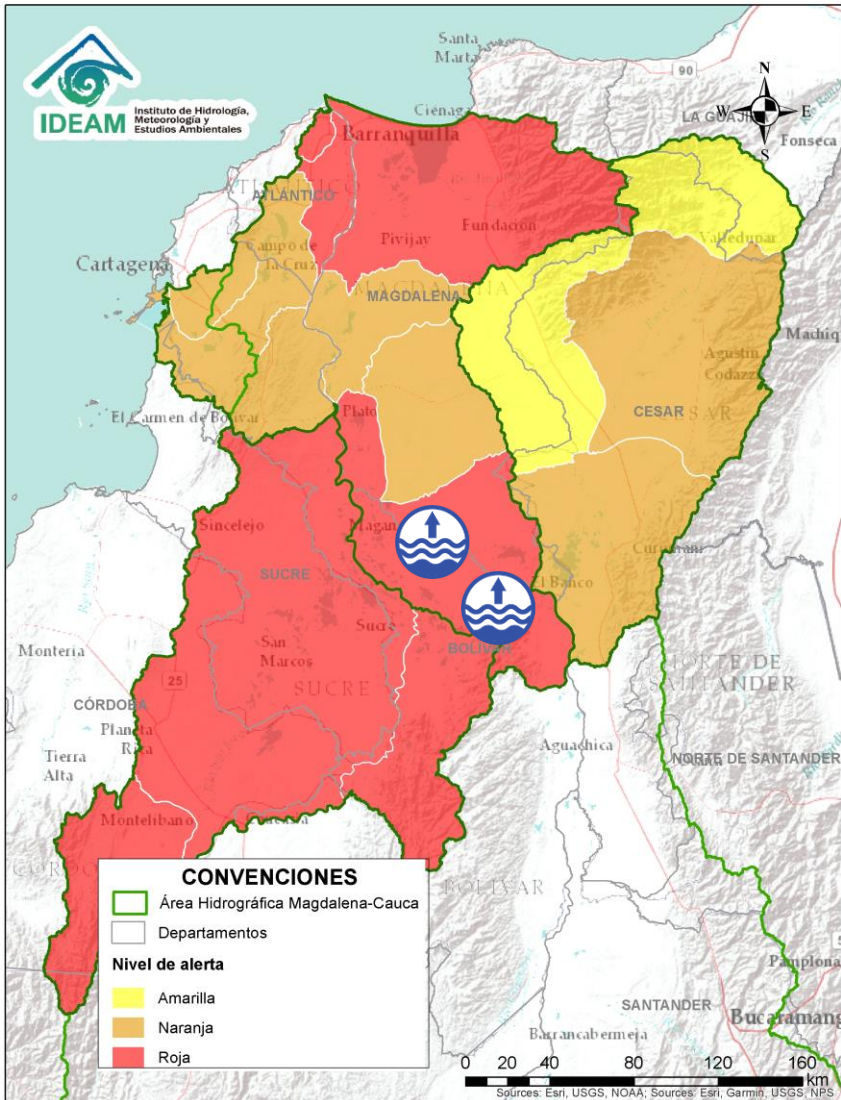 IDEAM
Instituto de Hidrología,
Meteorología y
Estudios Ambientales
Santa
Marta
90
N
W
E
S
LA GUAJI
Fonseca
Ciénaga
Barranquilla
ATLÁNTICO
Fundación
Pivijay
Valledupar
Campo de
la Cruz
Cartagena
MAGDALENA
Machiq
Agustín
Codazzi
CESAR
El Carmen de Bolívar
Plato
Sincelejo
Magan
SUCRE
El Banco
Sucre
BOLÍVAR
San
Marcos
SUCRE
Montería
25
CÓRDOBA
Planeta
Rica
Tierra
Alta
Aguachica
NORTE DE
SANTANDER
NORTE DE SANTANDER
Montelíbano
BOLÍVAR
CONVENCIONES
Área Hidrográfica Magdalena-Cauca
Departamentos
Nivel de alerta
Amarilla
Naranja
Roja
Pamplona
SANTANDER
Bucaramang
Barrancabermeja
0 20 40 80 120 160
km
Sources: Esri, USGS, NOAA; Sources: Esri, Garmin, USGS, NPS